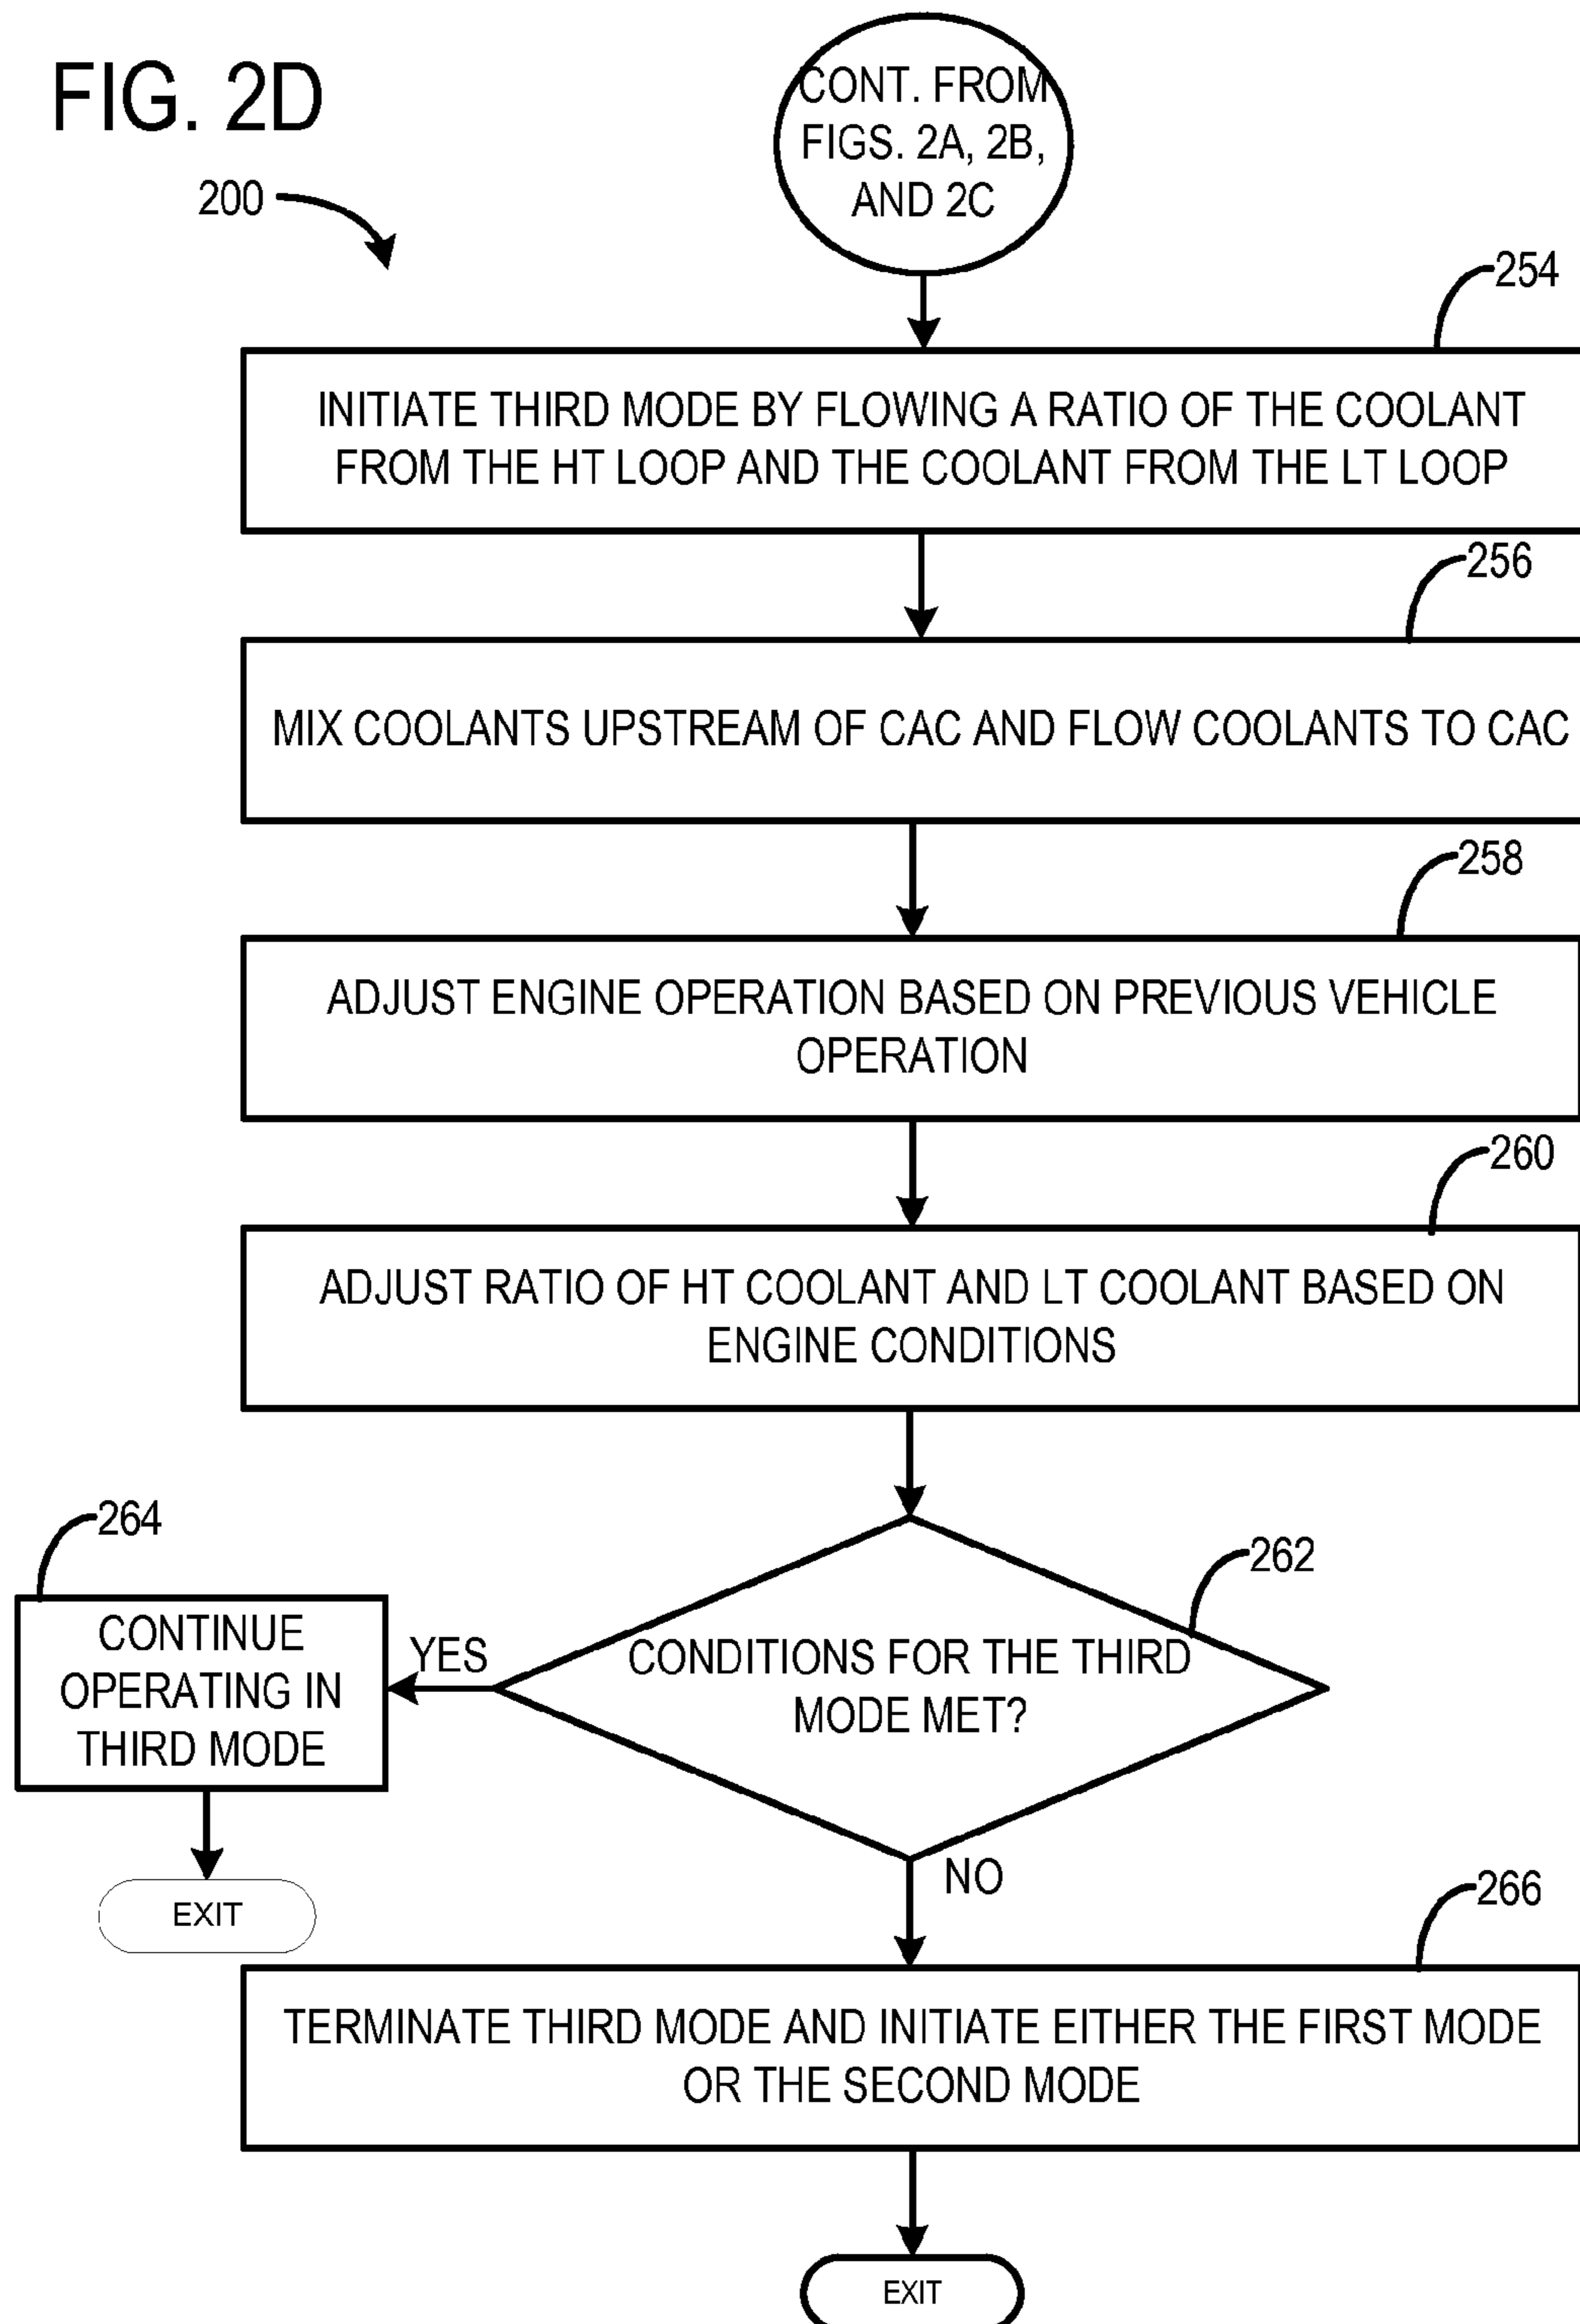 FIG. 2D
CONT. FROM
FIGS. 2A, 2B,
AND 2C
200
254
INITIATE THIRD MODE BY FLOWING A RATIO OF THE COOLANT
FROM THE HT LOOP AND THE COOLANT FROM THE LT LOOP
256
MIX COOLANTS UPSTREAM OF CAC AND FLOW COOLANTS TO CAC
258
ADJUST ENGINE OPERATION BASED ON PREVIOUS VEHICLE
OPERATION
260
ADJUST RATIO OF HT COOLANT AND LT COOLANT BASED ON
ENGINE CONDITIONS
264
262
CONTINUE
OPERATING IN
THIRD MODE
YES
CONDITIONS FOR THE THIRD
MODE MET?
NO
EXIT
266
TERMINATE THIRD MODE AND INITIATE EITHER THE FIRST MODE
OR THE SECOND MODE
EXIT